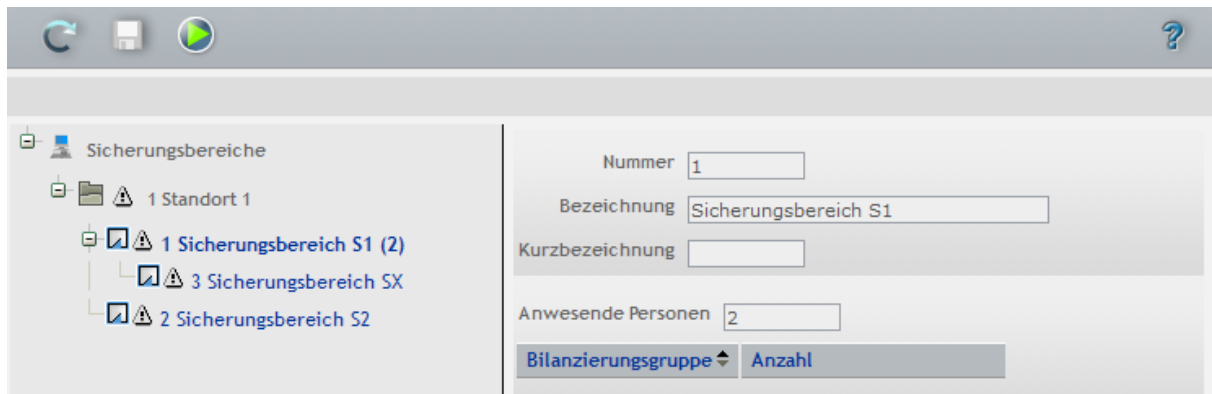 Sicherungsbereiche
1 Standort 1
1 Sicherungsbereich S1 (2)
3 Sicherungsbereich SX
2 Sicherungsbereich S2
Nummer 1
Bezeichnung Sicherungsbereich S1
Kurzbezeichnung
Anwesende Personen 2
Bilanzierungsgruppe Anzahl